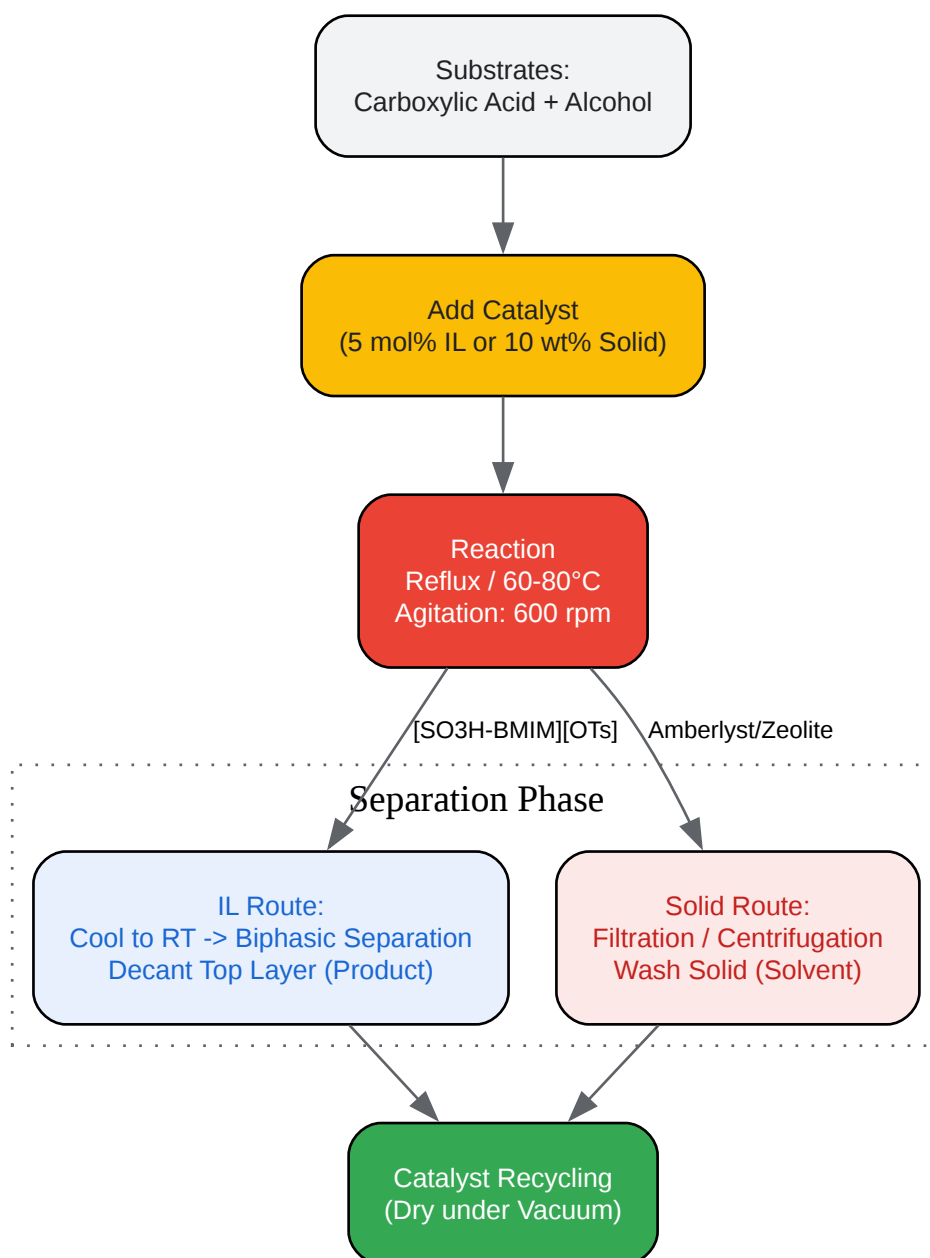 Substrates:
Carboxylic Acid + Alcohol
Add Catalyst
(5 mol% IL or 10 wt% Solid)
Reaction
Reflux / 60-80°C
Agitation: 600 rpm
[SO3H-BMIM][OTs]
Amberlyst/Zeolite
Separation Phase
IL Route:
Cool to RT -> Biphasic Separation
Decant Top Layer (Product)
Solid Route:
Filtration / Centrifugation
Wash Solid (Solvent)
Catalyst Recycling
(Dry under Vacuum)